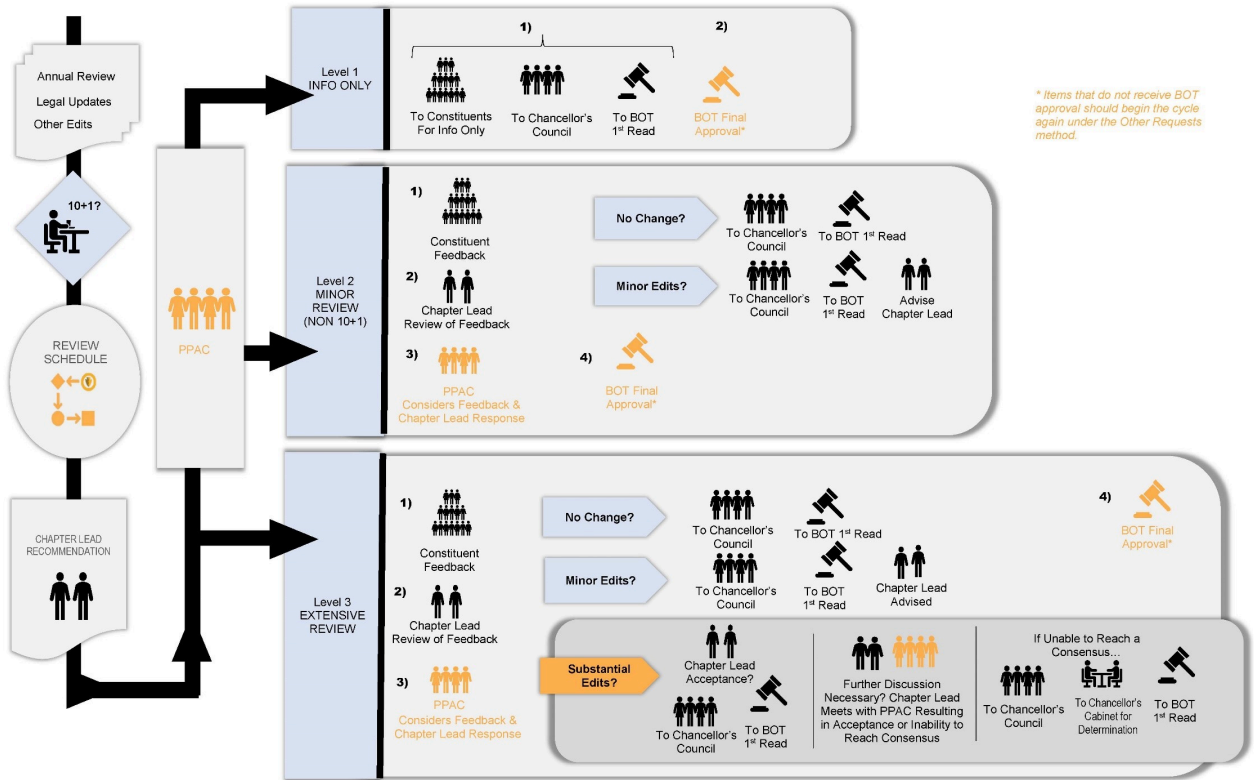 Annual Review
Legal Updates
Other Edits
10+1?
REVIEW
SCHEDULE
CHAPTER LEAD
RECOMMENDATION
PPAC
Level 1
INFO ONLY
1)
To Constituents
For Info Only
To Chancellor's
Council
To BOT
1st Read
2)
BOT Final
Approval*
* Items that do not receive BOT
approval should begin the cycle
again under the Other Requests
method.
Level 2
MINOR
REVIEW
(NON 10+1)
1)
Constituent
Feedback
2)
Chapter Lead
Review of Feedback
3)
PPAC
Considers Feedback &
Chapter Lead Response
No Change?
To Chancellor's
Council
To BOT 1st Read
Minor Edits?
To Chancellor's
Council
To BOT
1st Read
Advise
Chapter Lead
4)
BOT Final
Approval*
Level 3
EXTENSIVE
REVIEW
1)
Constituent
Feedback
2)
Chapter Lead
Review of Feedback
3)
PPAC
Considers Feedback &
Chapter Lead Response
No Change?
To Chancellor's
Council
To BOT 1st Read
Minor Edits?
To Chancellor's
Council
To BOT
1st Read
Chapter Lead
Advised
4)
BOT Final
Approval*
Substantial
Edits?
Chapter Lead
Acceptance?
To Chancellor's
Council
To BOT
1st Read
Further Discussion
Necessary? Chapter Lead
Meets with PPAC Resulting
in Acceptance or Inability to
Reach Consensus
If Unable to Reach a
Consensus...
To Chancellor's
Council
To Chancellor's
Cabinet for
Determination
To BOT
1st Read